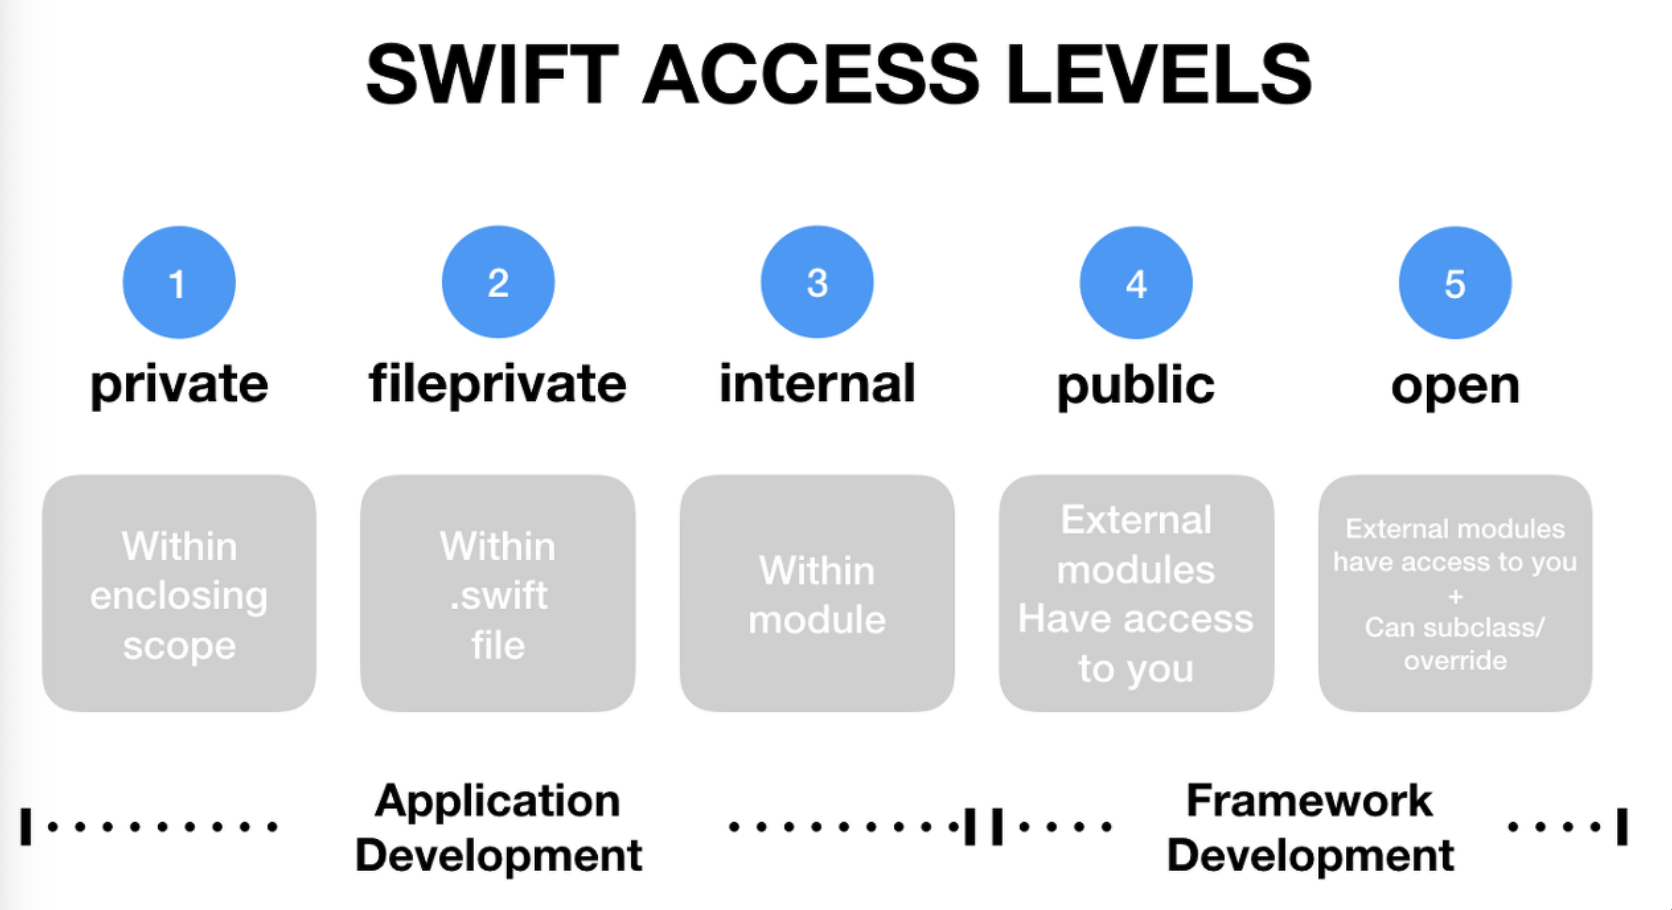 SWIFT ACCESS LEVELS
1
2
3
4
5
private
fileprivate
internal
public
open
Within
enclosing
scope
Within
.swift
file
Within
module
External
modules
Have access
to you
External modules
have access to you
+
Can subclass/
override
Application
Development
Framework
Development